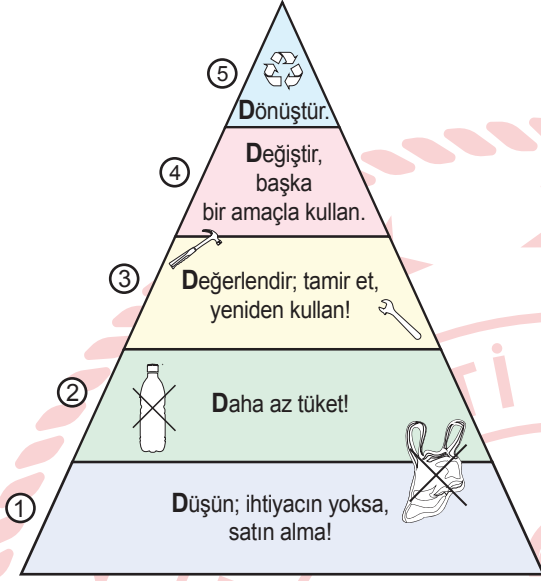 5
Dönüştür.
4
Değiştir,
başka
bir amaçla kullan.
3
Değerlendir; tamir et,
yeniden kullan!
2
Daha az tüket!
1
Düşün; ihtiyacın yoksa,
satın alma!
Tİ